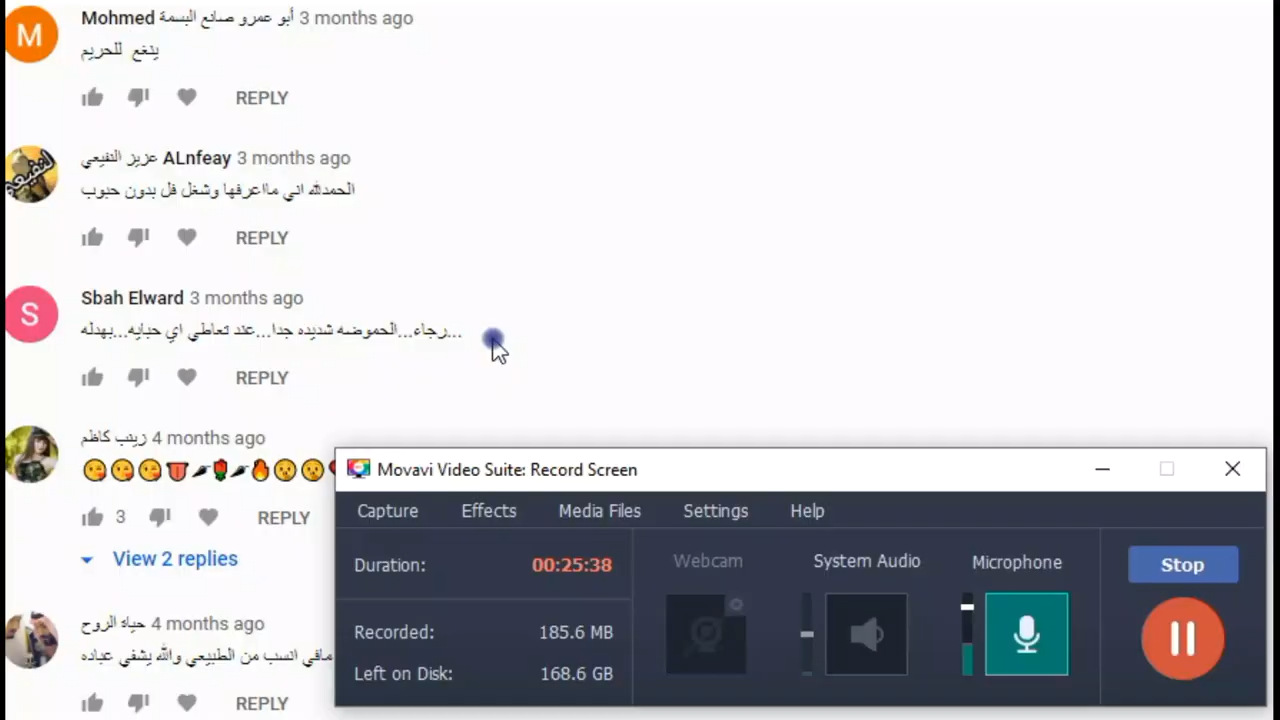 Mohmed أبو عمرو صانع البسمة 3 months ago
ينفع للحريم
REPLY
عزيز النفيعي ALnfeay 3 months ago
الحمدلله اني مااعرفها وشغل فل بدون حبوب
REPLY
Sbah Elward 3 months ago
...رجاء...الحموضه شديده جدا...عند تعاطي اي حبايه...بهدله
REPLY
زينب كاظم 4 months ago
3 REPLY
View 2 replies
حياه الروح 4 months ago
مافي انسب من الطبيعي والله يشفي عباده
REPLY
Movavi Video Suite: Record Screen
Capture Effects Media Files Settings Help
Duration: 00:25:38
Recorded: 185.6 MB
Left on Disk: 168.6 GB
Webcam System Audio Microphone
Stop
M
S